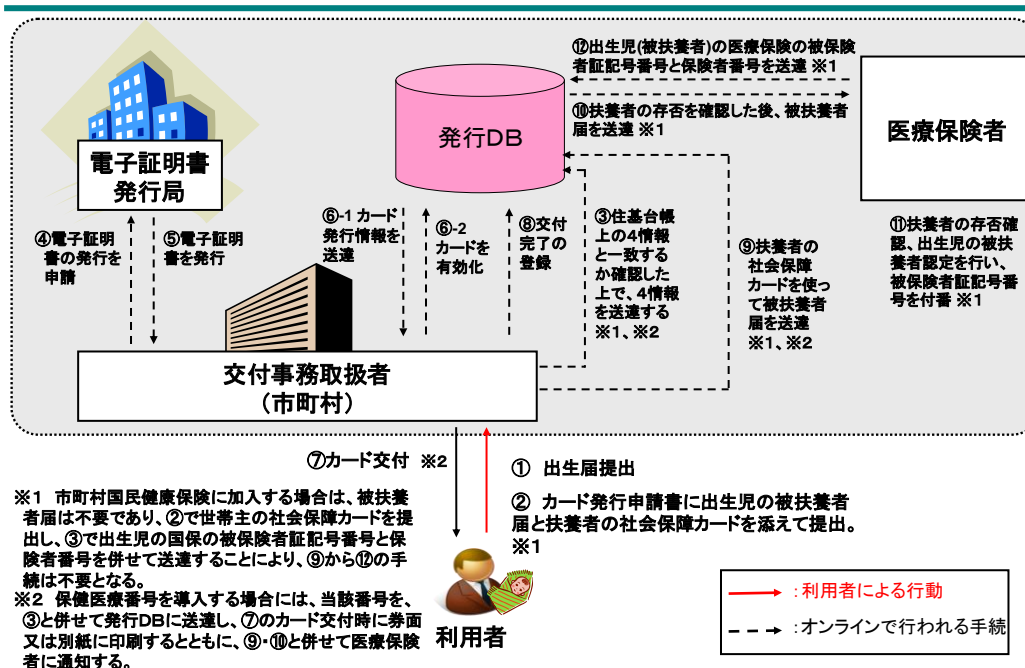 ⑫出生児(被扶養者)の医療保険の被保険
者証記号番号と保険者番号を送達 ※1
発行DB
⑩扶養者の存否を確認した後、被扶養者
届を送達 ※1
医療保険者
電子証明書
発行局
④電子証明
書の発行を
申請
⑤電子証明
書を発行
⑥-1 カード
発行情報を
送達
⑥-2
カードを
有効化
⑧交付
完了の
登録
③住基台帳
上の4情報
と一致する
か確認した
上で、4情報
を送達する
※1、※2
⑨扶養者の
社会保障
カードを使っ
て被扶養者
届を送達
※1、※2
⑪扶養者の存否確
認、出生児の被扶
養者認定を行い、
被保険者証記号番
号を付番 ※1
交付事務取扱者
(市町村)
⑦カード交付 ※2
① 出生届提出
② カード発行申請書に出生児の被扶養者
届と扶養者の社会保障カードを添えて提出。
※1
※1 市町村国民健康保険に加入する場合は、被扶養
者届は不要であり、②で世帯主の社会保障カードを提
出し、③で出生児の国保の被保険者証記号番号と保
険者番号を併せて送達することにより、⑨から⑫の手
続は不要となる。
※2 保健医療番号を導入する場合には、当該番号を、
③と併せて発行DBに送達し、⑦のカード交付時に券面
又は別紙に印刷するとともに、⑨・⑩と併せて医療保険
者に通知する。
利用者
:利用者による行動
:オンラインで行われる手続